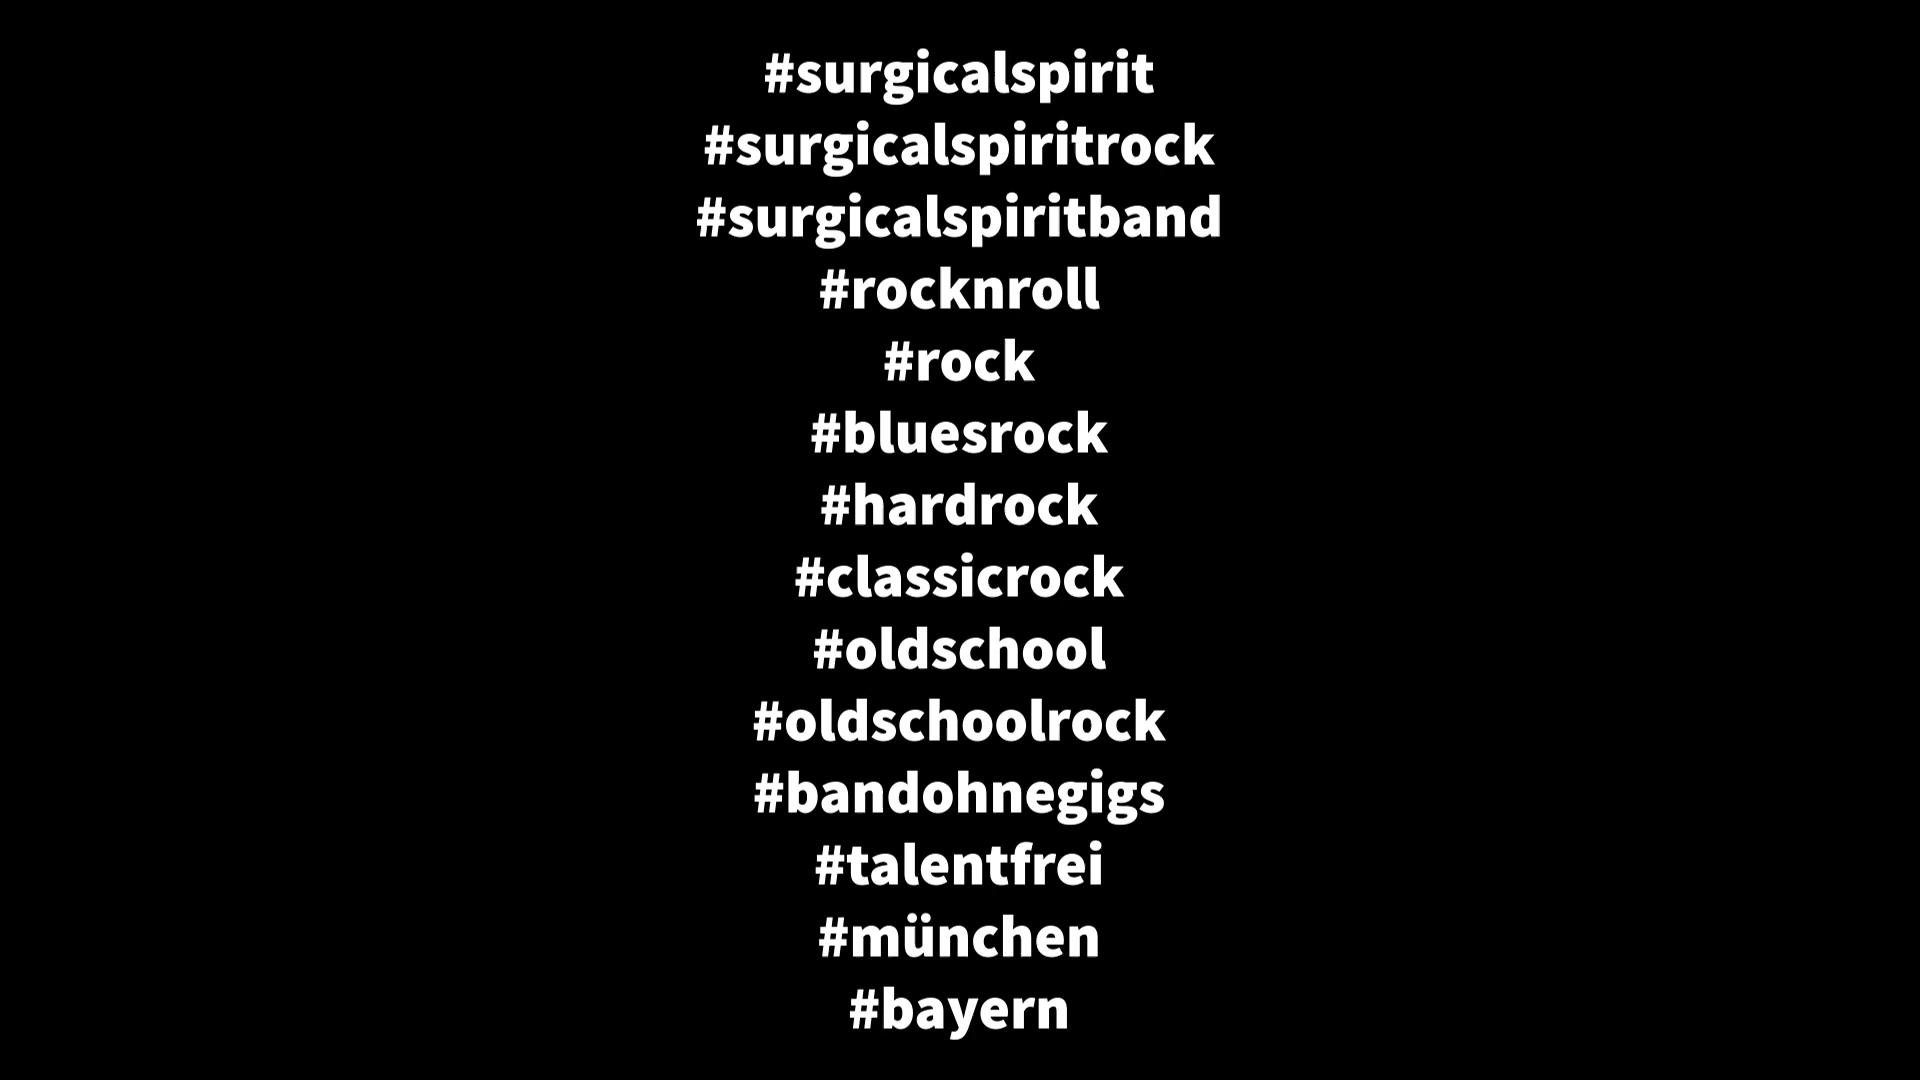 #surgicalspirit
#surgicalspiritrock
#surgicalspiritband
#rocknroll
#rock
#bluesrock
#hardrock
#classicrock
#oldschool
#oldschoolrock
#bandohnegigs
#talentfrei
#münchen
#bayern